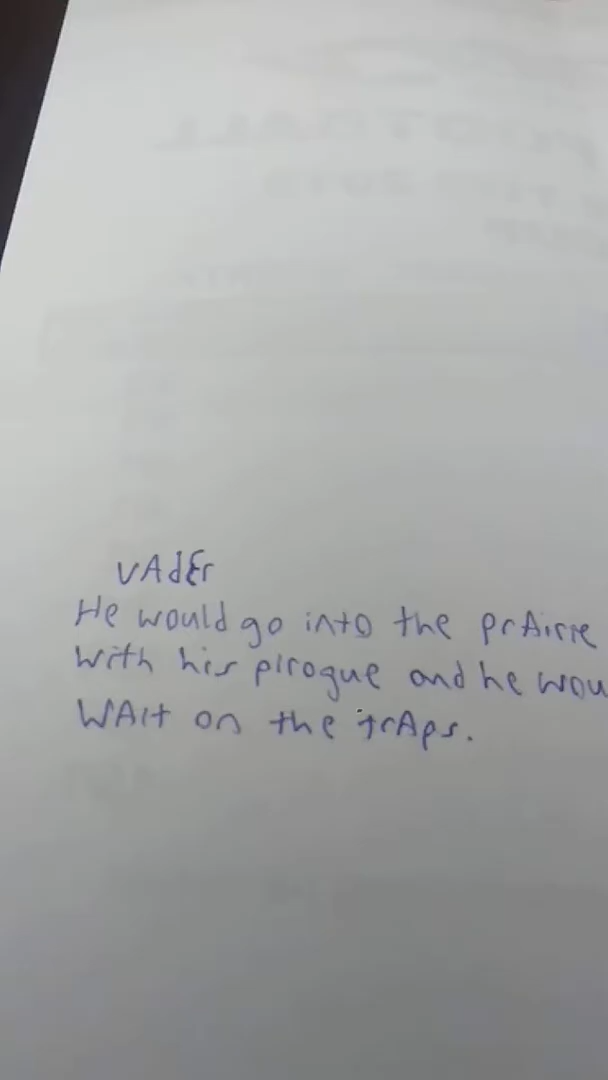 VAdEr
He would go into the prAirie
With his pirogue and he wou
WAit on the trAps.